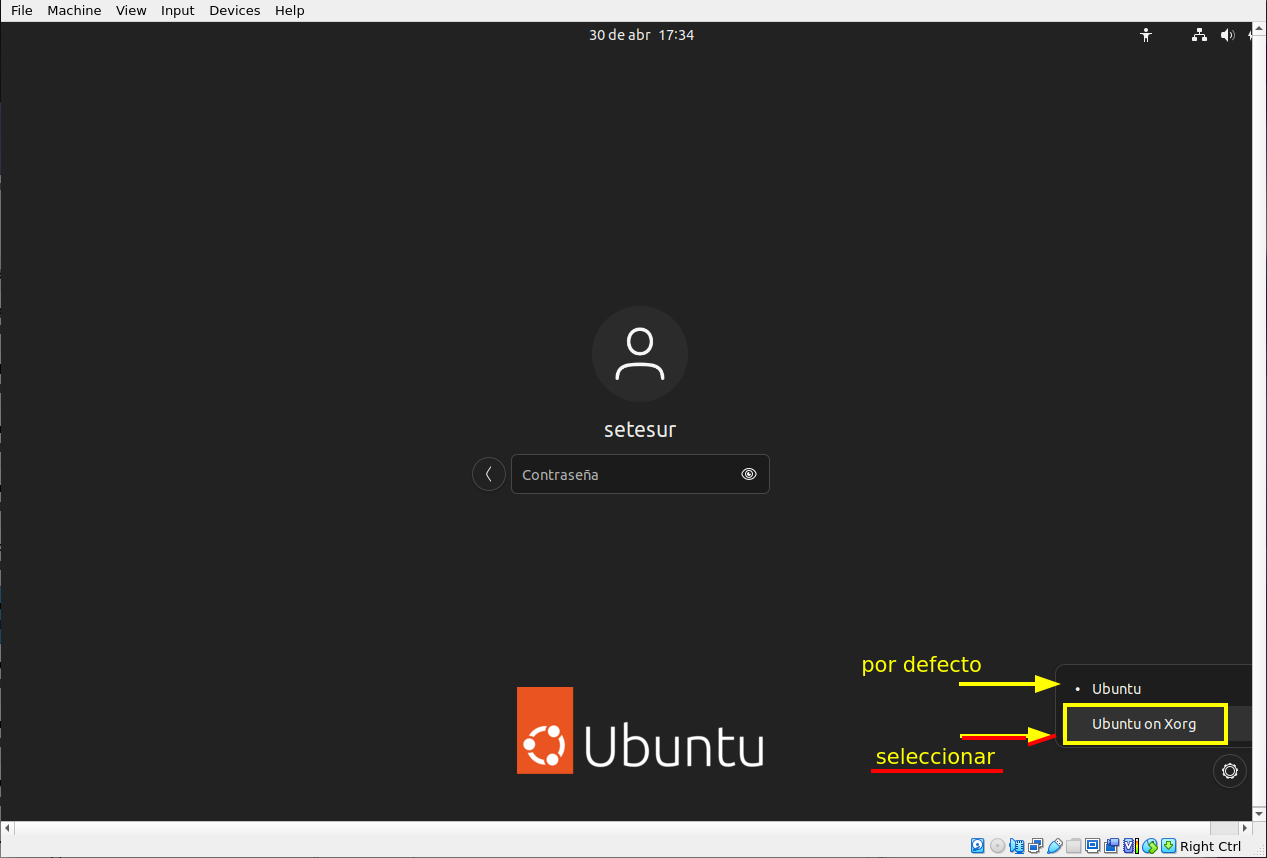 File Machine View Input Devices Help
30 de abr 17:34
setesur
Contraseña
por defecto
Ubuntu
Ubuntu on Xorg
seleccionar
Ubuntu
Right Ctrl